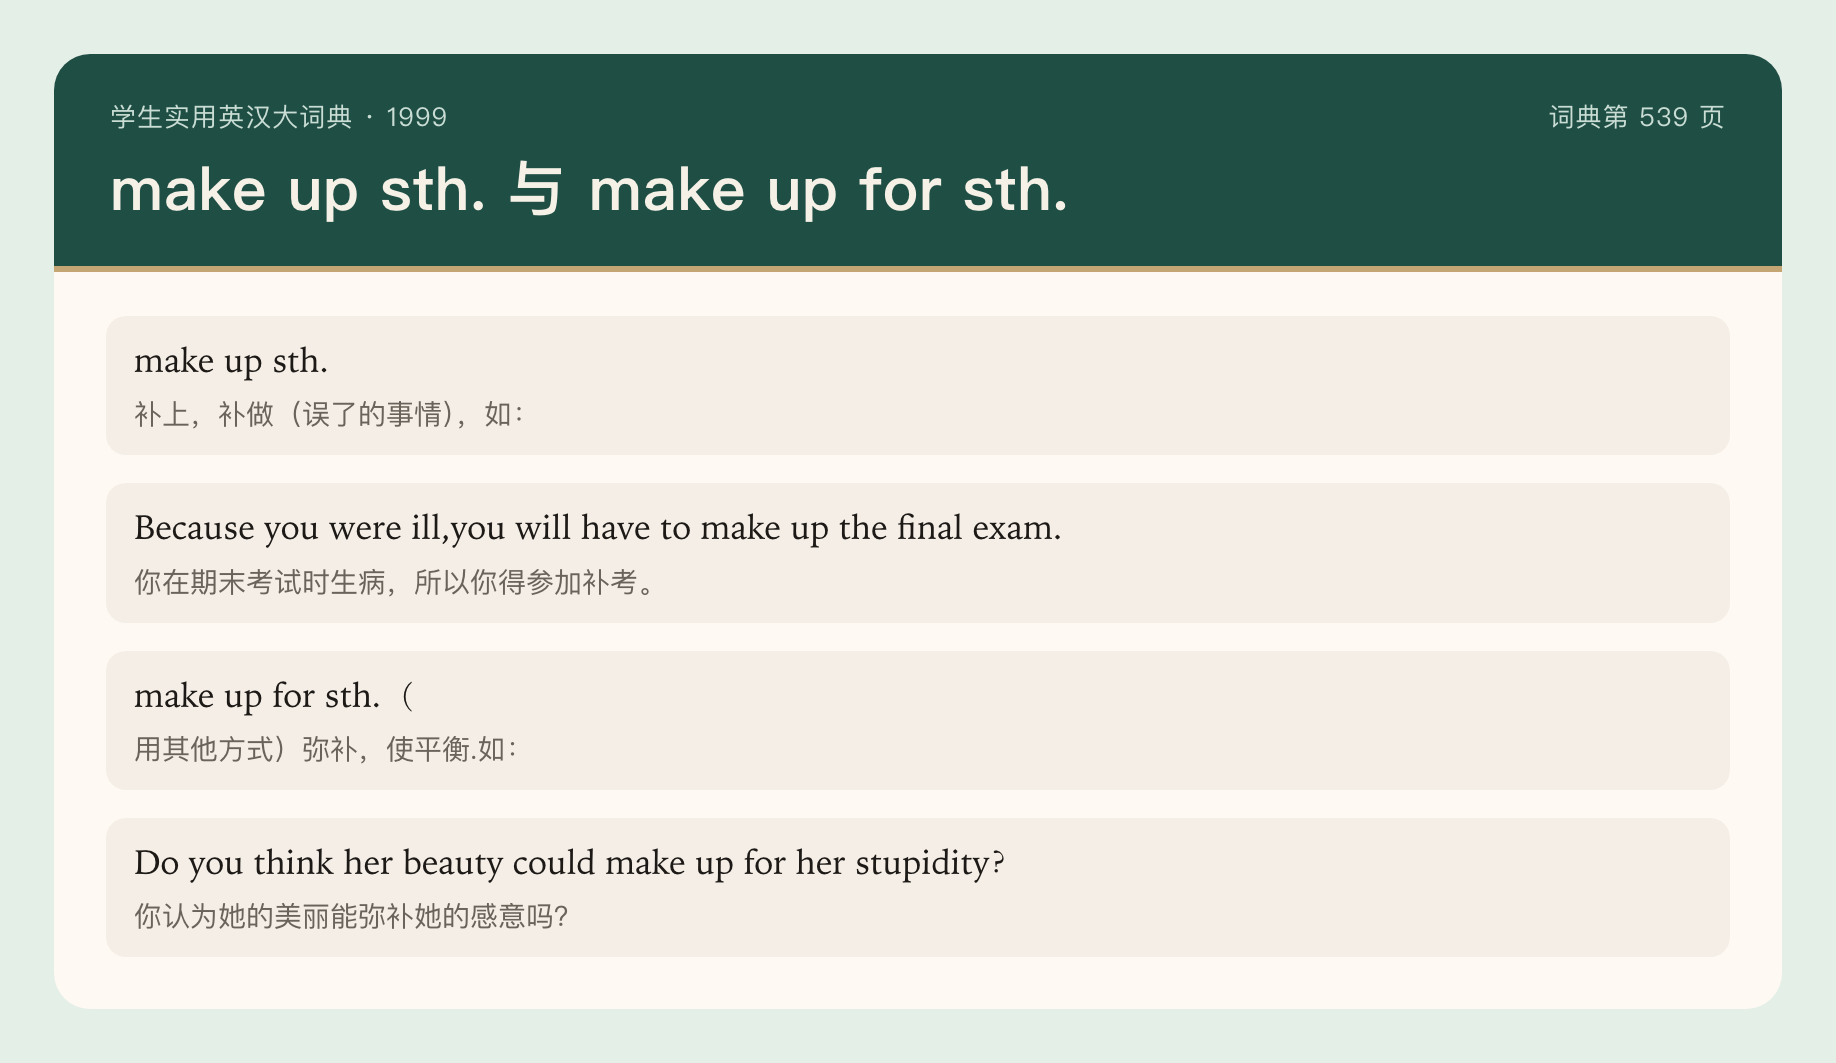 学生实用英汉大词典 · 1999
词典第 539 页
make up sth. 与 make up for sth.
make up sth.
补上，补做（误了的事情），如：
Because you were ill,you will have to make up the final exam.
你在期末考试时生病，所以你得参加补考。
make up for sth.（
用其他方式）弥补，使平衡.如：
Do you think her beauty could make up for her stupidity?
你认为她的美丽能弥补她的感意吗?